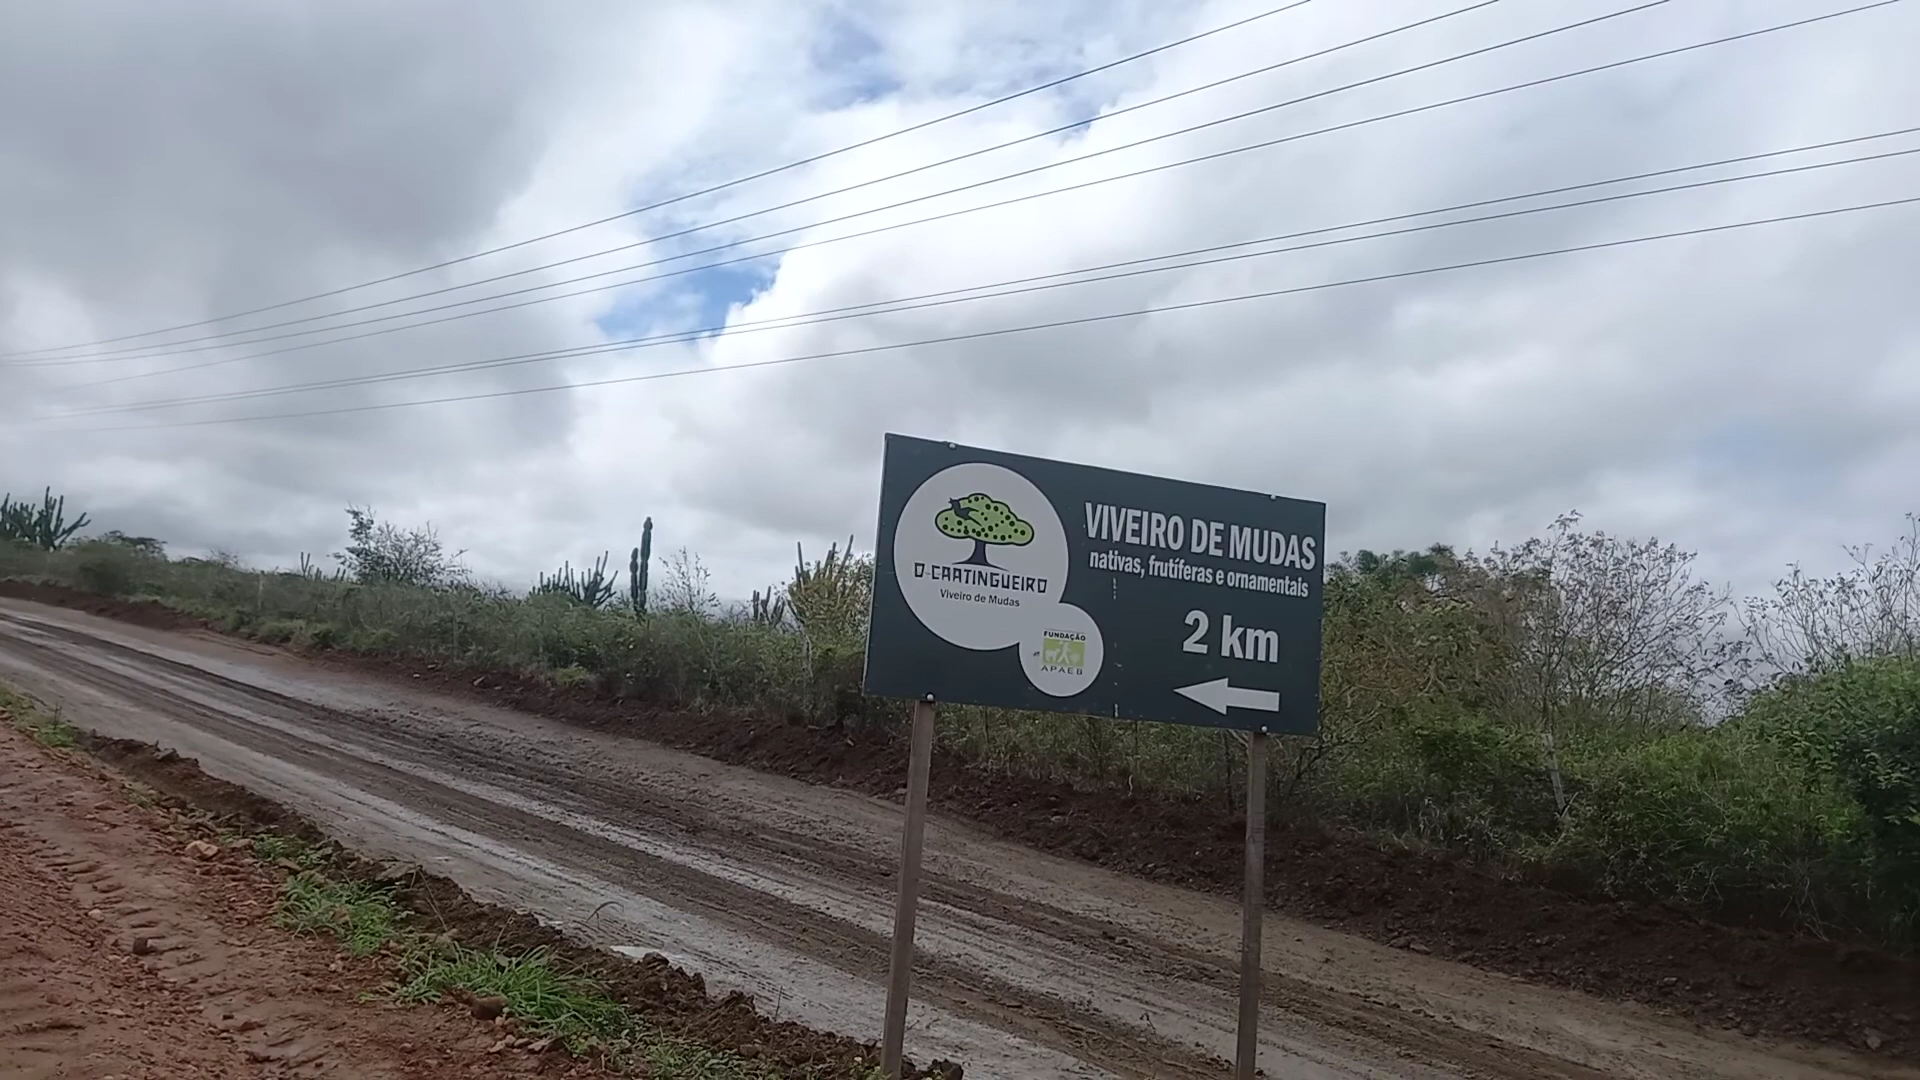 O CAATINGUEIRO
Viveiro de Mudas
FUNDAÇÃO
APAEB
VIVEIRO DE MUDAS
nativas, frutíferas e ornamentais
2 km